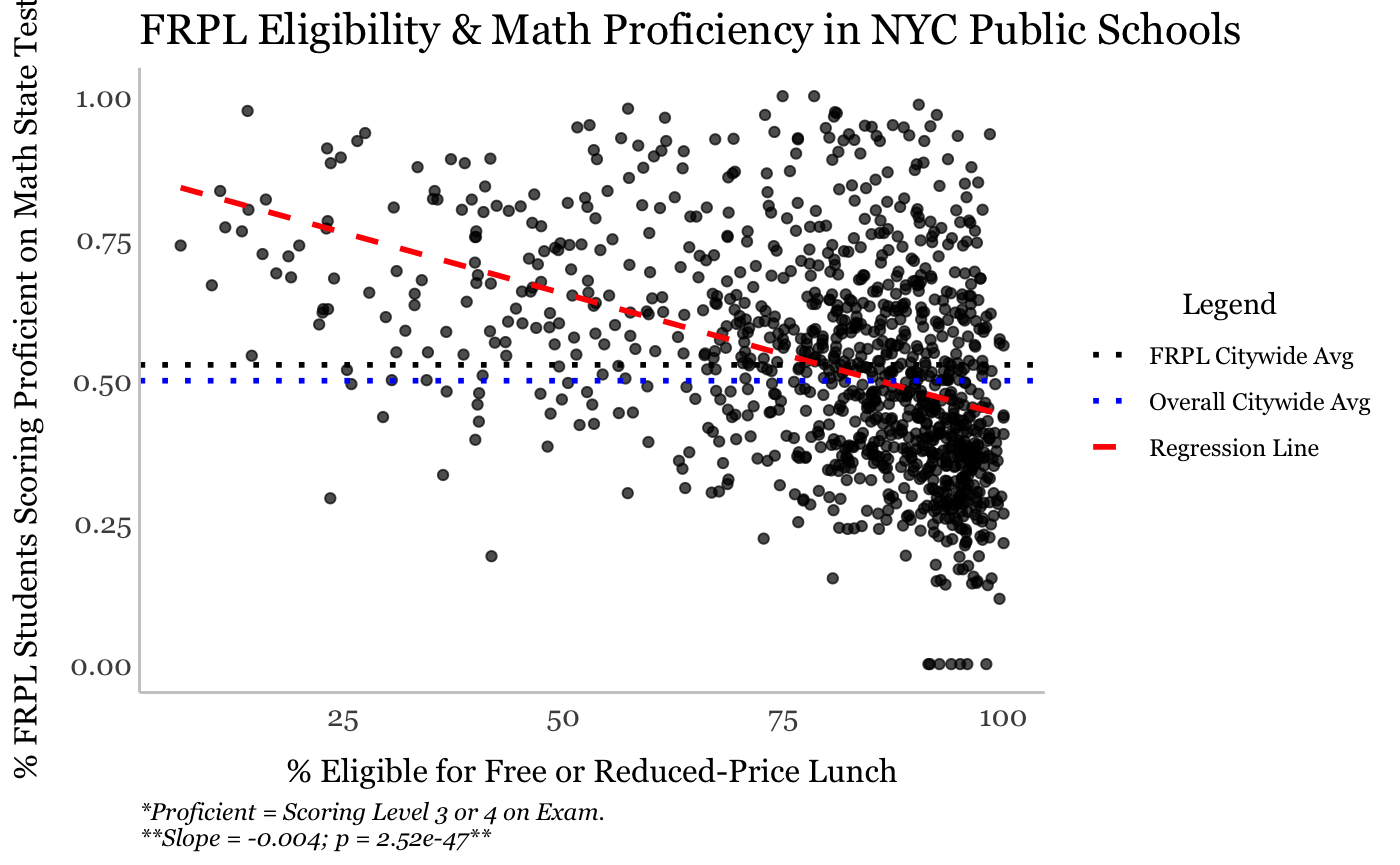 FRPL Eligibility & Math Proficiency in NYC Public Schools
% FRPL Students Scoring Proficient on Math State Test
1.00
0.75
0.50
0.25
0.00
25 50 75 100
% Eligible for Free or Reduced-Price Lunch
*Proficient = Scoring Level 3 or 4 on Exam.
**Slope = -0.004; p = 2.52e-47**
Legend
FRPL Citywide Avg
Overall Citywide Avg
Regression Line